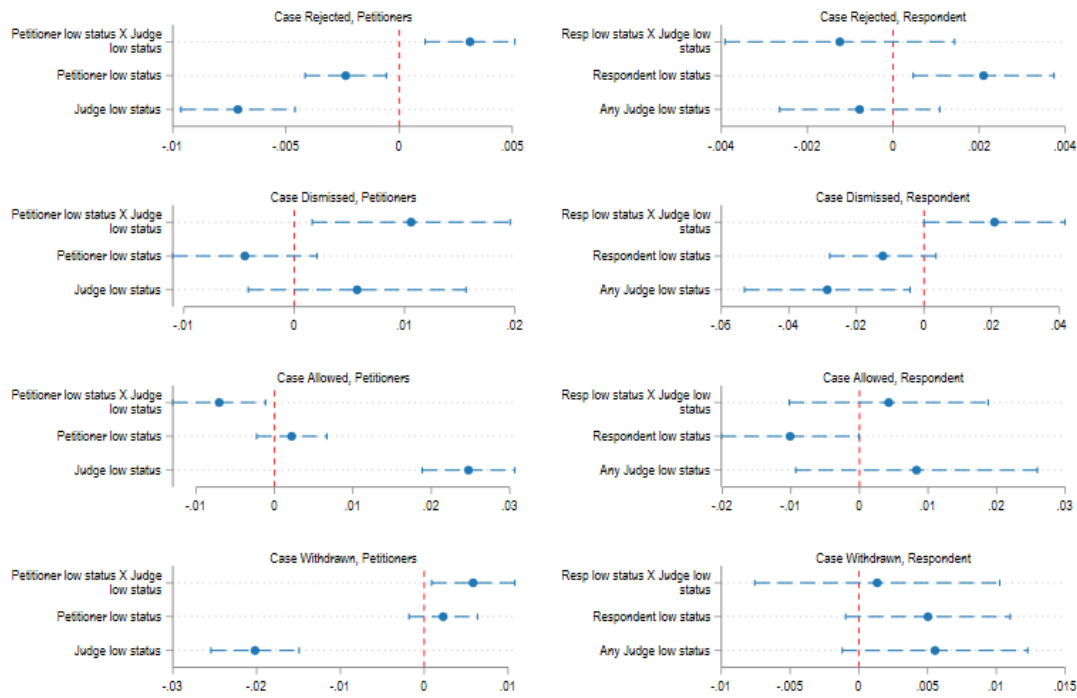 Case Rejected, Petitioners
Petitioner low status X Judge
low status
Petitioner low status
Judge low status
-.01 -.005 0 .005
Case Rejected, Respondent
Resp low status X Judge low
status
Respondent low status
Any Judge low status
-.004 -.002 0 .002 .004
Case Dismissed, Petitioners
Petitioner low status X Judge
low status
Petitioner low status
Judge low status
-.01 0 .01 .02
Case Dismissed, Respondent
Resp low status X Judge low
status
Respondent low status
Any Judge low status
-.06 -.04 -.02 0 .02 .04
Case Allowed, Petitioners
Petitioner low status X Judge
low status
Petitioner low status
Judge low status
-.01 0 .01 .02 .03
Case Allowed, Respondent
Resp low status X Judge low
status
Respondent low status
Any Judge low status
-.02 -.01 0 .01 .02 .03
Case Withdrawn, Petitioners
Petitioner low status X Judge
low status
Petitioner low status
Judge low status
-.03 -.02 -.01 0 .01
Case Withdrawn, Respondent
Resp low status X Judge low
status
Respondent low status
Any Judge low status
-.01 -.005 0 .005 .01 .015